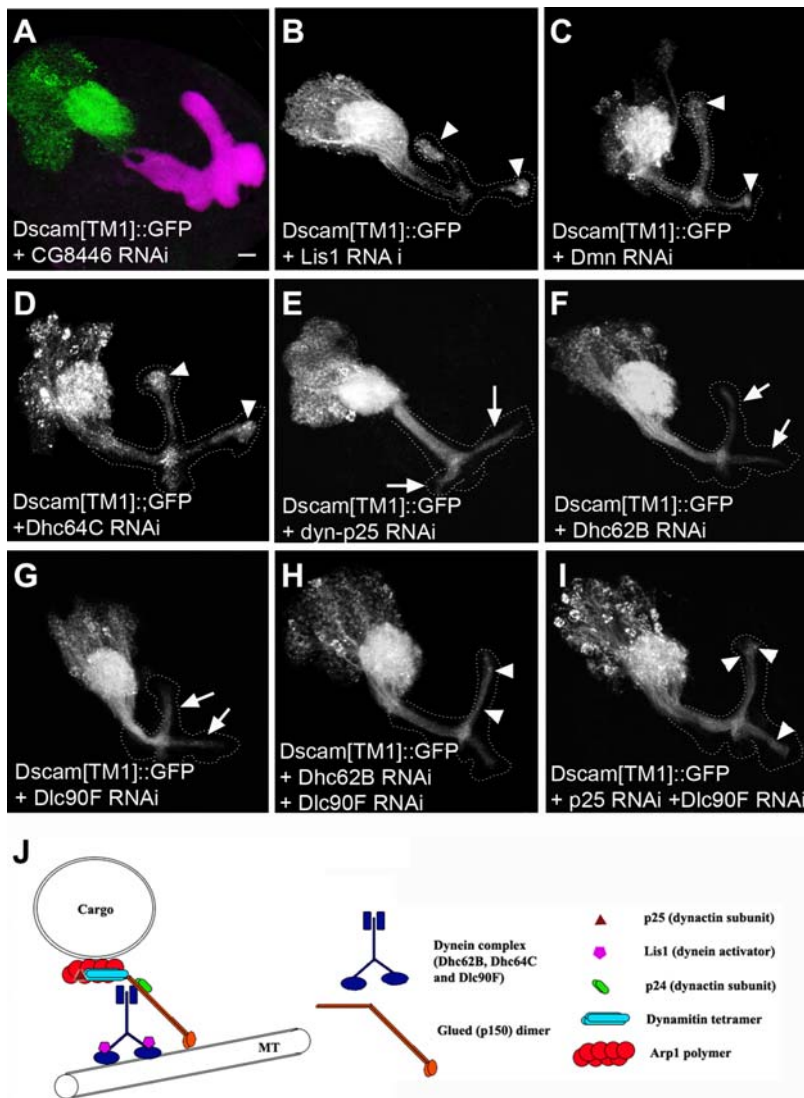 A
Dscam[TM1]::GFP
+ CG8446 RNAi
B
Dscam[TM1]::GFP
+ Lis1 RNA i
C
Dscam[TM1]::GFP
+ Dmn RNAi
D
Dscam[TM1]:;GFP
+Dhc64C RNAi
E
Dscam[TM1]::GFP
+ dyn-p25 RNAi
F
Dscam[TM1]::GFP
+ Dhc62B RNAi
G
Dscam[TM1]::GFP
+ Dlc90F RNAi
H
Dscam[TM1]::GFP
+ Dhc62B RNAi
+ Dlc90F RNAi
I
Dscam[TM1]::GFP
+ p25 RNAi +Dlc90F RNAi
J
Cargo
MT
Dynein complex
(Dhc62B, Dhc64C
and Dlc90F)
Glued (p150) dimer
p25 (dynactin subunit)
Lis1 (dynein activator)
p24 (dynactin subunit)
Dynamitin tetramer
Arp1 polymer